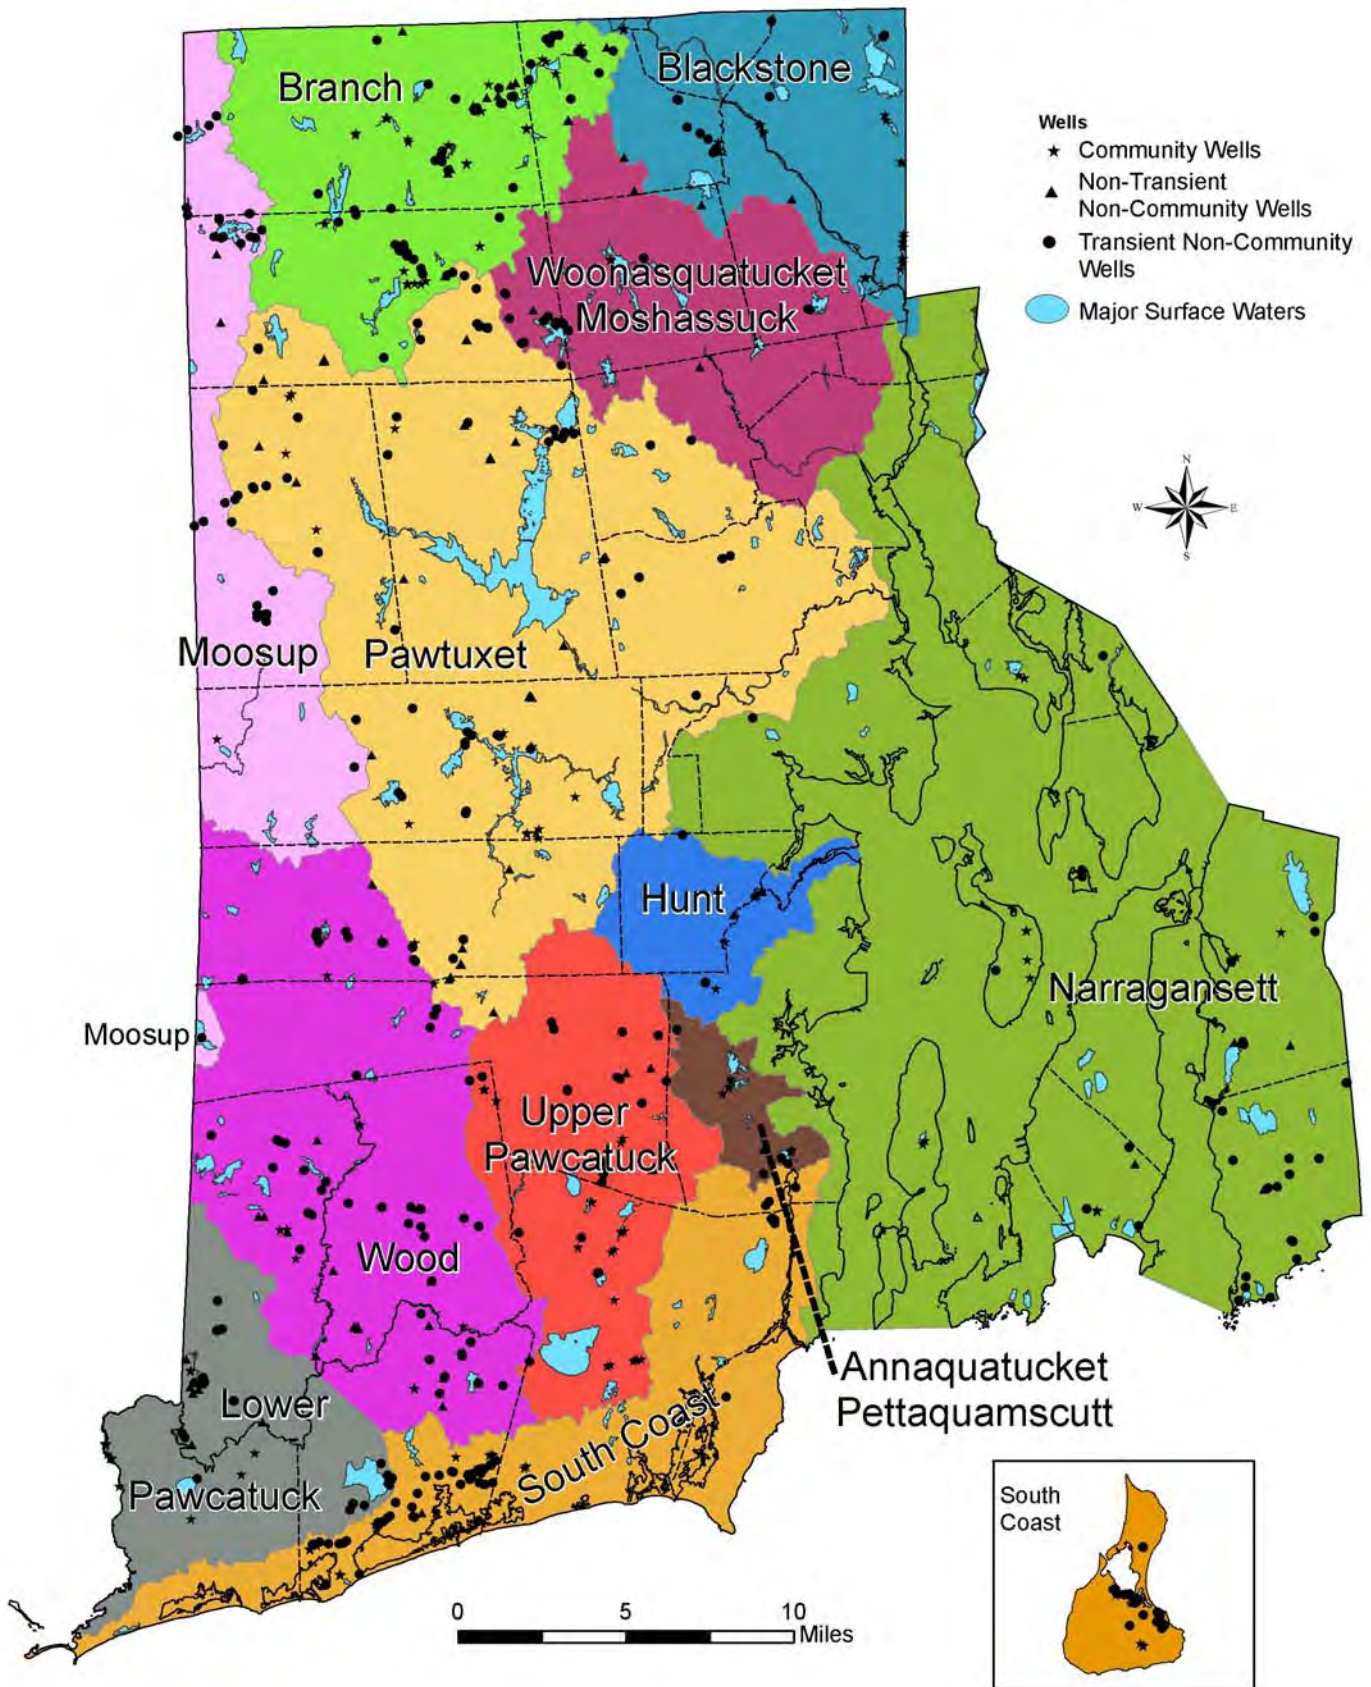 Branch
Blackstone
Wells
Community Wells
Non-Transient
Non-Community Wells
Transient Non-Community
Wells
Major Surface Waters
Woonasquatucket
Moshassuck
N
W
E
S
Moosup
Pawtuxet
Hunt
Narragansett
Moosup
Upper
Pawcatuck
Wood
Annaquatucket
Pettaquamscutt
Lower
Pawcatuck
South Coast
South
Coast
0 5 10
Miles